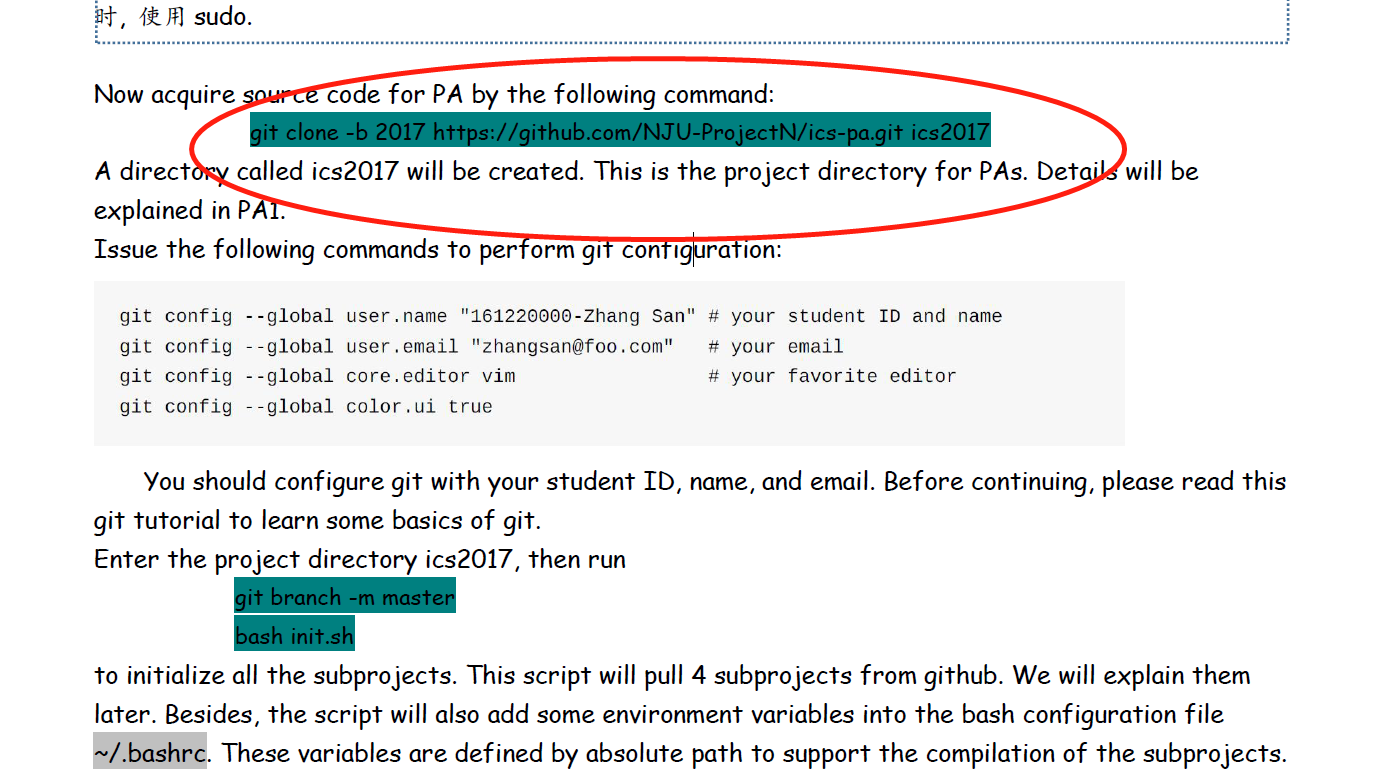 时, 使用 sudo.
Now acquire source code for PA by the following command:
git clone -b 2017 https://github.com/NJU-ProjectN/ics-pa.git ics2017
A directory called ics2017 will be created. This is the project directory for PAs. Details will be
explained in PA1.
Issue the following commands to perform git configuration:
git config --global user.name "161220000-Zhang San" # your student ID and name
git config --global user.email "zhangsan@foo.com" # your email
git config --global core.editor vim # your favorite editor
git config --global color.ui true
You should configure git with your student ID, name, and email. Before continuing, please read this
git tutorial to learn some basics of git.
Enter the project directory ics2017, then run
git branch -m master
bash init.sh
to initialize all the subprojects. This script will pull 4 subprojects from github. We will explain them
later. Besides, the script will also add some environment variables into the bash configuration file
~/.bashrc. These variables are defined by absolute path to support the compilation of the subprojects.